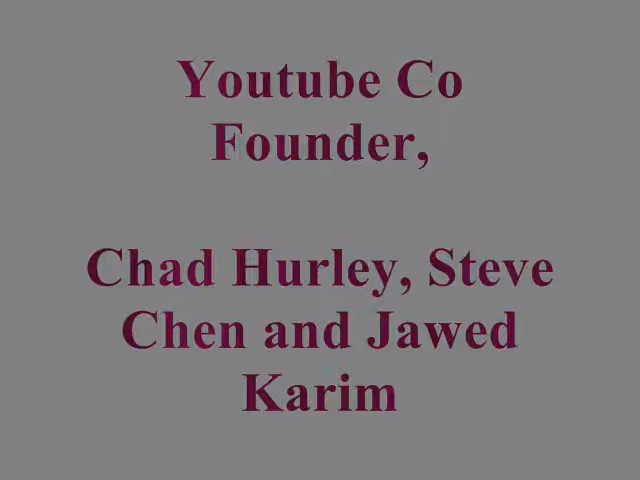 Youtube Co
Founder,
Chad Hurley, Steve
Chen and Jawed
Karim